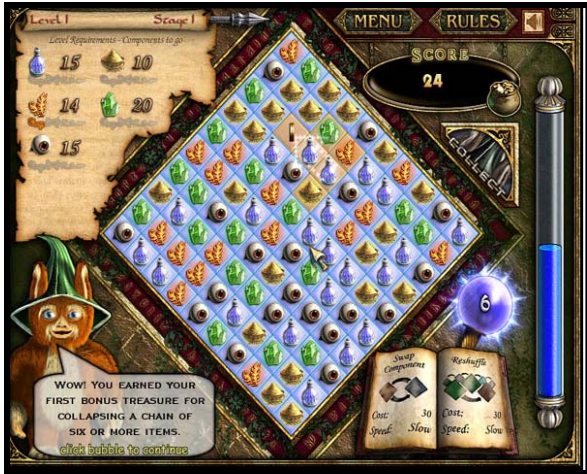 Level 1 Stage 1
Level Requirements - Components to go
15 10
14 20
15
MENU RULES
SCORE
24
COLLECT
6
Swap
Component
Cost: 30
Speed: Slow
Reshuffle
Cost: 30
Speed: Slow
WOW! YOU EARNED YOUR
FIRST BONUS TREASURE FOR
COLLAPSING A CHAIN OF
SIX OR MORE ITEMS.
click bubble to continue